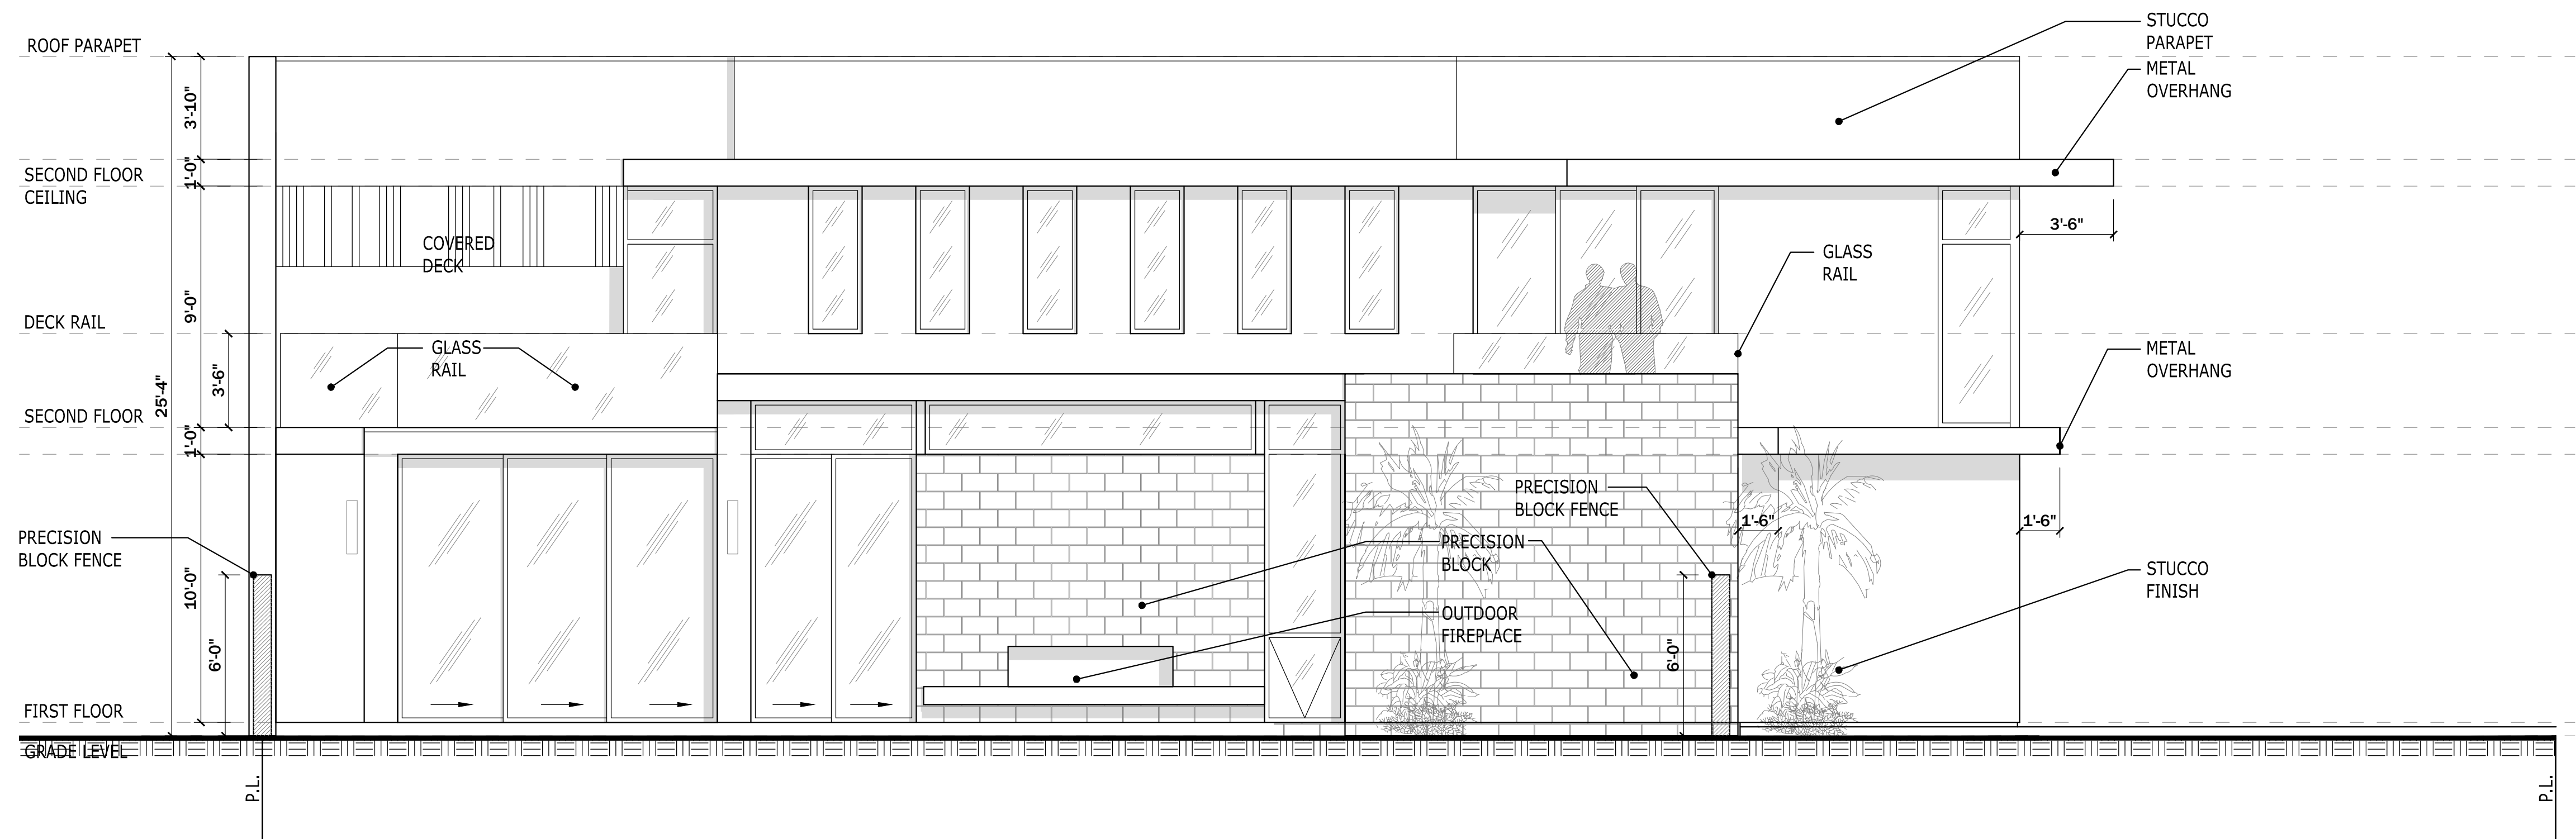 ROOF PARAPET
3'-10"
1'-0"
SECOND FLOOR
CEILING
COVERED
DECK
9'-0"
DECK RAIL
GLASS
RAIL
3'-6"
25'-4"
SECOND FLOOR
1'-0"
PRECISION
BLOCK FENCE
10'-0"
6'-0"
FIRST FLOOR
GRADE LEVEL
P.L.
STUCCO
PARAPET
METAL
OVERHANG
3'-6"
GLASS
RAIL
METAL
OVERHANG
PRECISION
BLOCK FENCE
1'-6"
1'-6"
PRECISION
BLOCK
OUTDOOR
FIREPLACE
6'-0"
STUCCO
FINISH
P.L.